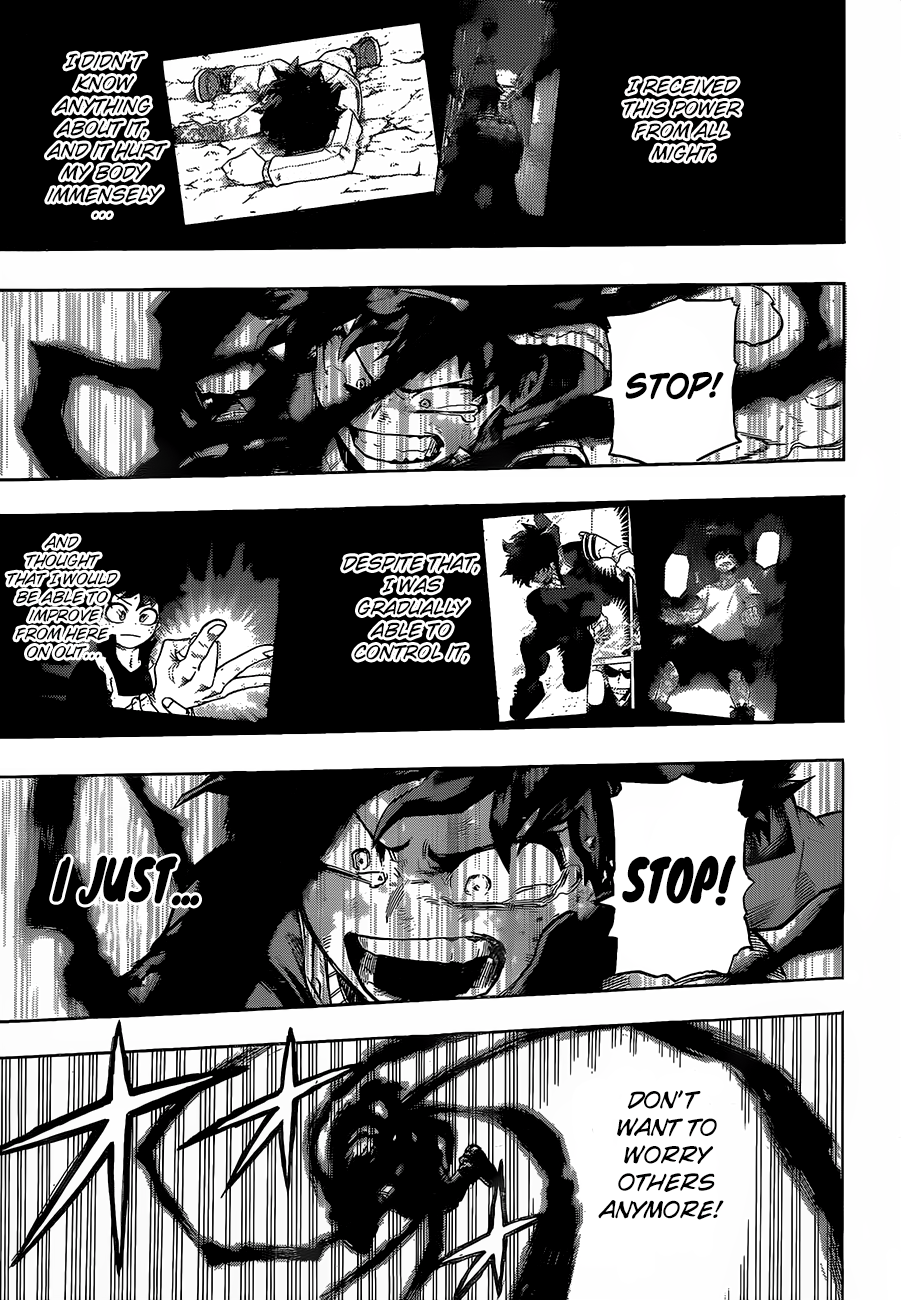 I RECEIVED
THIS POWER
FROM ALL
MIGHT.
I DIDN'T
KNOW
ANYTHING
ABOUT IT,
AND IT HURT
MY BODY
IMMENSELY
...
STOP!
DESPITE THAT,
I WAS
GRADUALLY
ABLE TO
CONTROL IT,
AND
THOUGHT
THAT I WOULD
BE ABLE TO
IMPROVE
FROM HERE
ON OUT...
STOP!
I JUST...
DON'T
WANT TO
WORRY
OTHERS
ANYMORE!